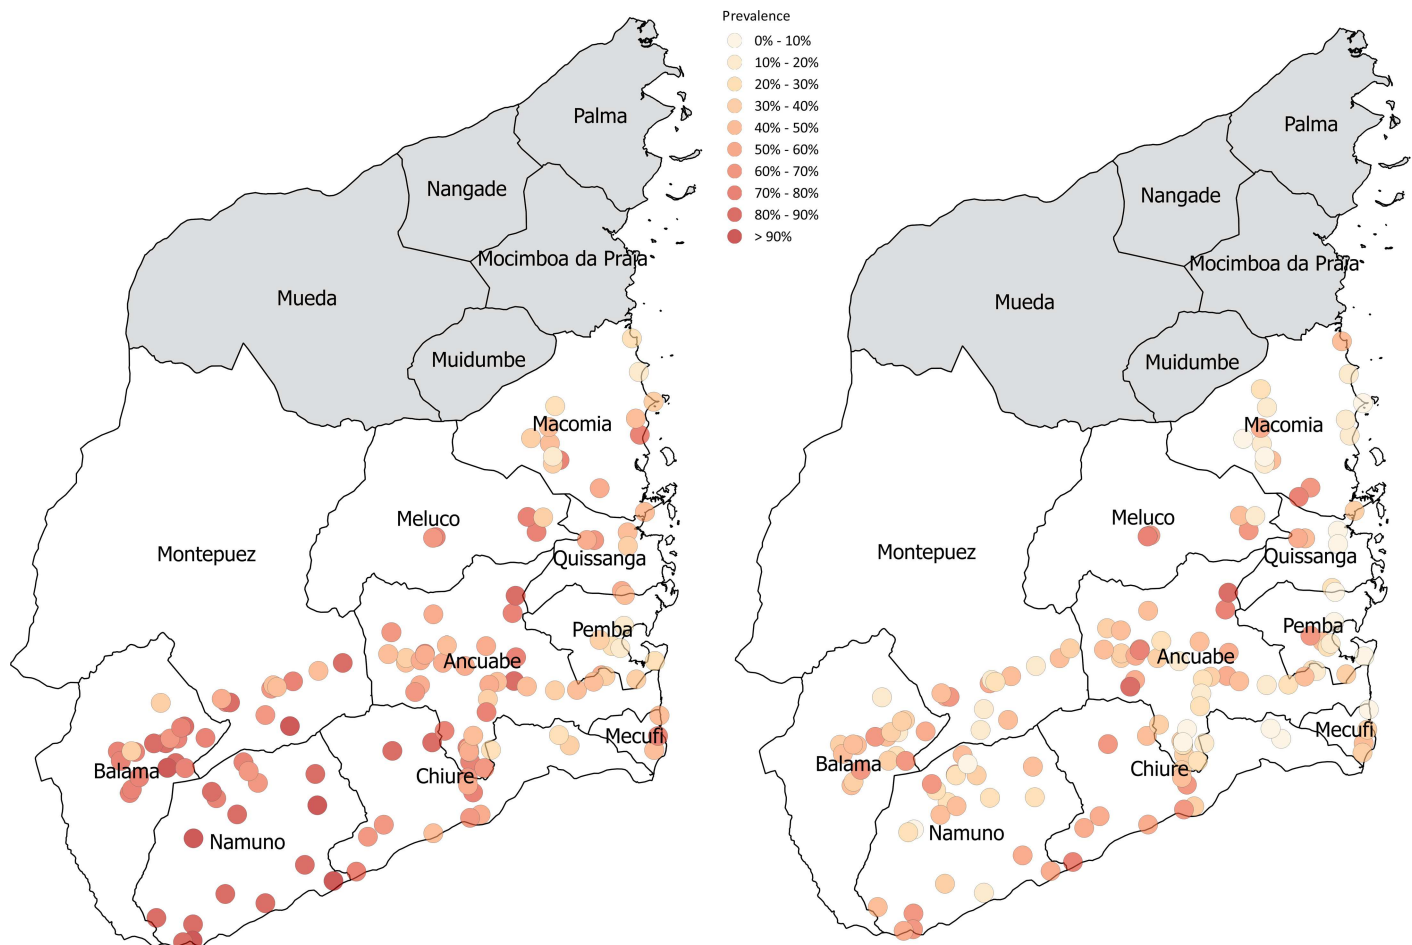 Prevalence
0% - 10%
10% - 20%
20% - 30%
30% - 40%
40% - 50%
50% - 60%
60% - 70%
70% - 80%
80% - 90%
> 90%
Palma
Nangade
Mocimboa da Praia
Mueda
Muidumbe
Macomia
Meluco
Montepuez
Quissanga
Pemba
Ancuabe
Mecufi
Balama
Chiure
Namuno
Palma
Nangade
Mocimboa da Praia
Mueda
Muidumbe
Macomia
Meluco
Montepuez
Quissanga
Pemba
Ancuabe
Mecufi
Balama
Chiure
Namuno